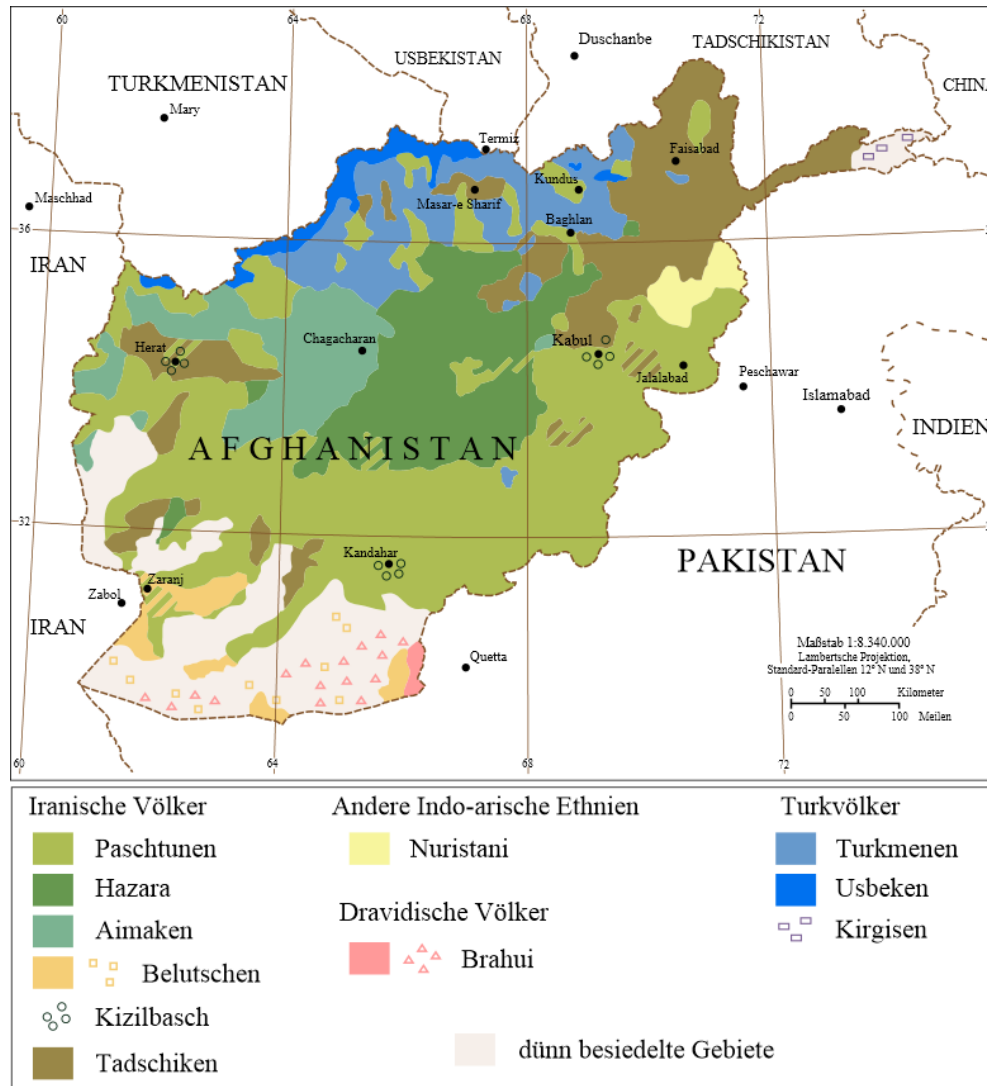 60
64
68
72
Duschanbe
TADSCHIKISTAN
USBEKISTAN
TURKMENISTAN
CHINA
Mary
Termiz
Faisabad
Kundus
Maschhad
Masar-e Sharif
Baghlan
36
IRAN
Herat
Chagacharan
Kabul
Jalalabad
Peschawar
Islamabad
INDIEN
AFGHANISTAN
32
Kandahar
PAKISTAN
Zaranj
Zabol
IRAN
Quetta
Maßstab 1:8.340.000
Lambertsche Projektion,
Standard-Paralellen 12° N und 38° N
0 50 100 Kilometer
0 50 100 Meilen
60
64
68
72
Iranische Völker
Paschtunen
Hazara
Aimaken
Belutschen
Kizilbasch
Tadschiken
Andere Indo-arische Ethnien
Nuristani
Dravidische Völker
Brahui
dünn besiedelte Gebiete
Turkvölker
Turkmenen
Usbeken
Kirgisen